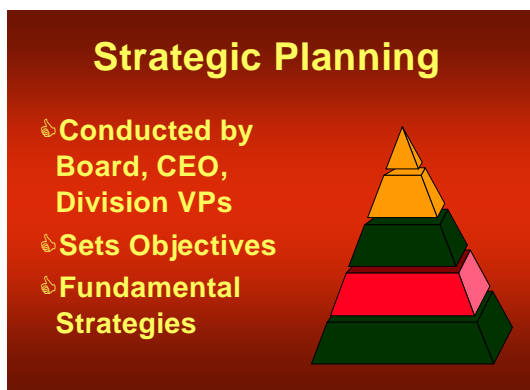 Strategic Planning
👍Conducted by
Board, CEO,
Division VPs
👍Sets Objectives
👍Fundamental
Strategies